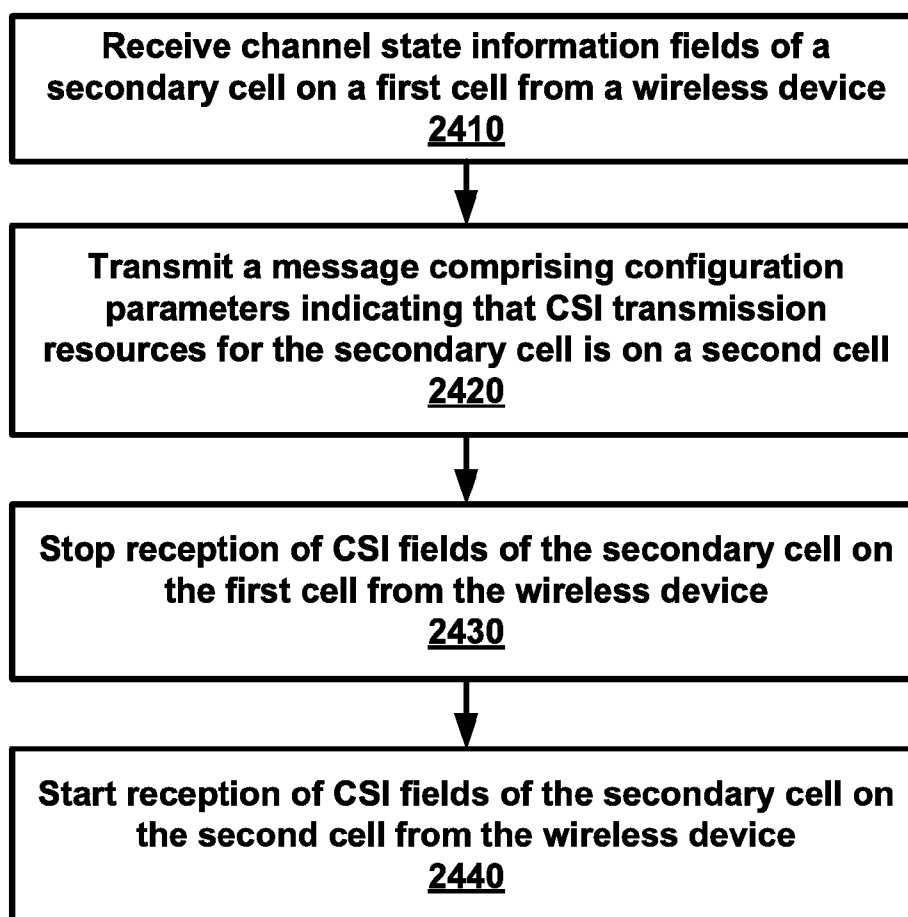 Receive channel state information fields of a
secondary cell on a first cell from a wireless device
2410
Transmit a message comprising configuration
parameters indicating that CSI transmission
resources for the secondary cell is on a second cell
2420
Stop reception of CSI fields of the secondary cell on
the first cell from the wireless device
2430
Start reception of CSI fields of the secondary cell on
the second cell from the wireless device
2440